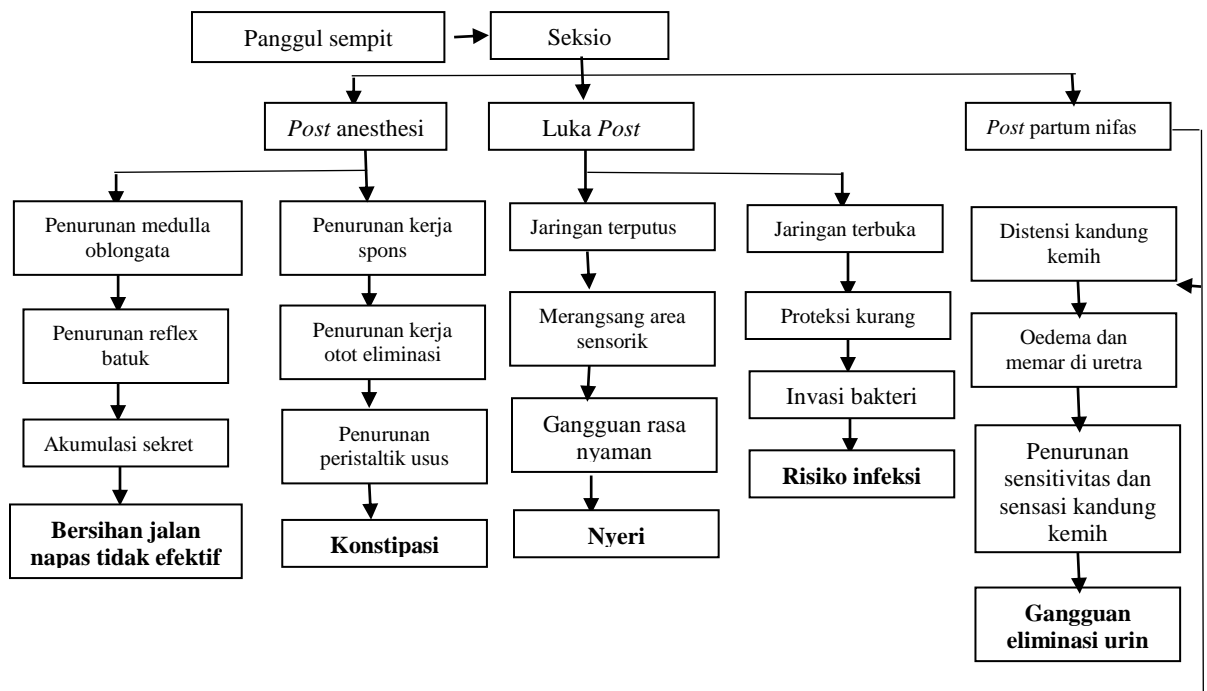 Panggul sempit
Seksio
Post anesthesi
Luka Post
Post partum nifas
Penurunan medulla
oblongata
Penurunan kerja
spons
Jaringan terputus
Jaringan terbuka
Distensi kandung
kemih
Penurunan reflex
batuk
Penurunan kerja
otot eliminasi
Merangsang area
sensorik
Proteksi kurang
Oedema dan
memar di uretra
Akumulasi sekret
Penurunan
peristaltik usus
Gangguan rasa
nyaman
Invasi bakteri
Penurunan
sensitivitas dan
sensasi kandung
kemih
Bersihan jalan
napas tidak efektif
Konstipasi
Nyeri
Risiko infeksi
Gangguan
eliminasi urin